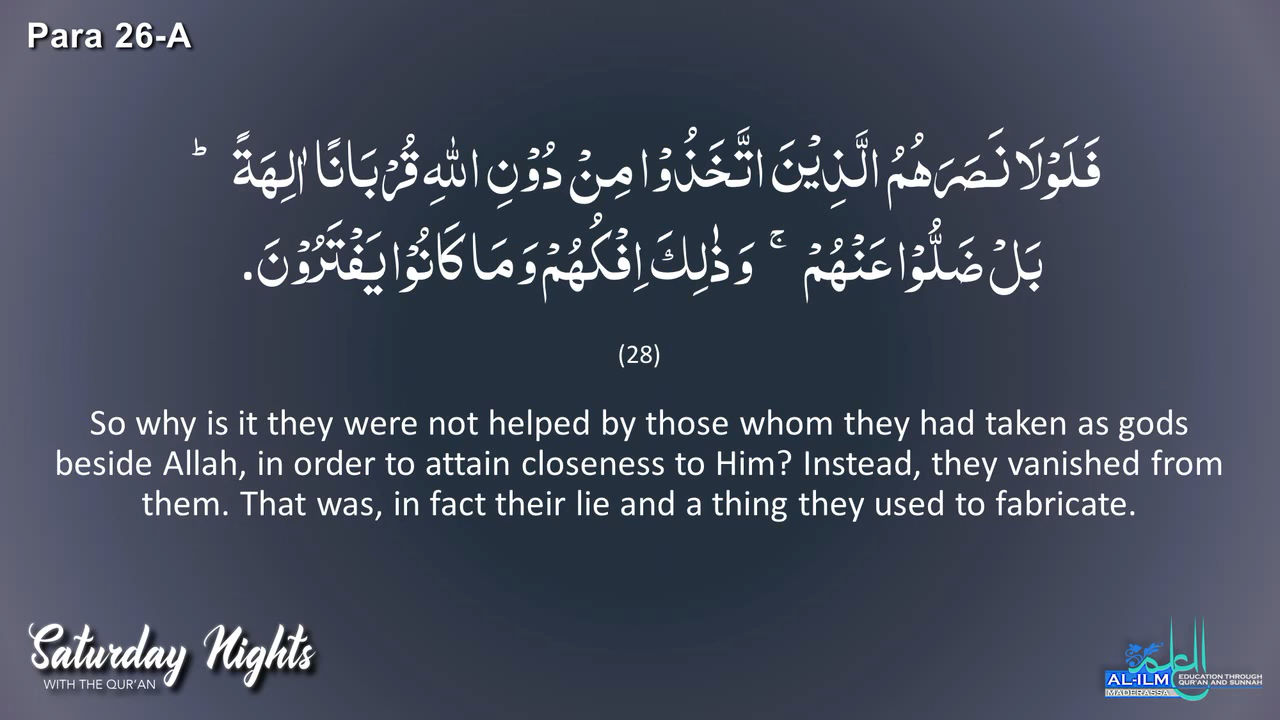 Para 26-A
فَلَوْلَا نَصَرَهُمُ الَّذِيْنَ اتَّخَذُوْا مِنْ دُوْنِ اللّٰهِ قُرْبَانًا اٰلِهَةً ؕ
بَلْ ضَلُّوْا عَنْهُمْ ۚ وَذٰلِكَ اِفْكُهُمْ وَمَا كَانُوْا يَفْتَرُوْنَ.
(28)
So why is it they were not helped by those whom they had taken as gods
beside Allah, in order to attain closeness to Him? Instead, they vanished from
them. That was, in fact their lie and a thing they used to fabricate.
Saturday Nights
WITH THE QUR'AN
العلم
AL-ILM
MADERASSA
EDUCATION THROUGH
QUR'AN AND SUNNAH